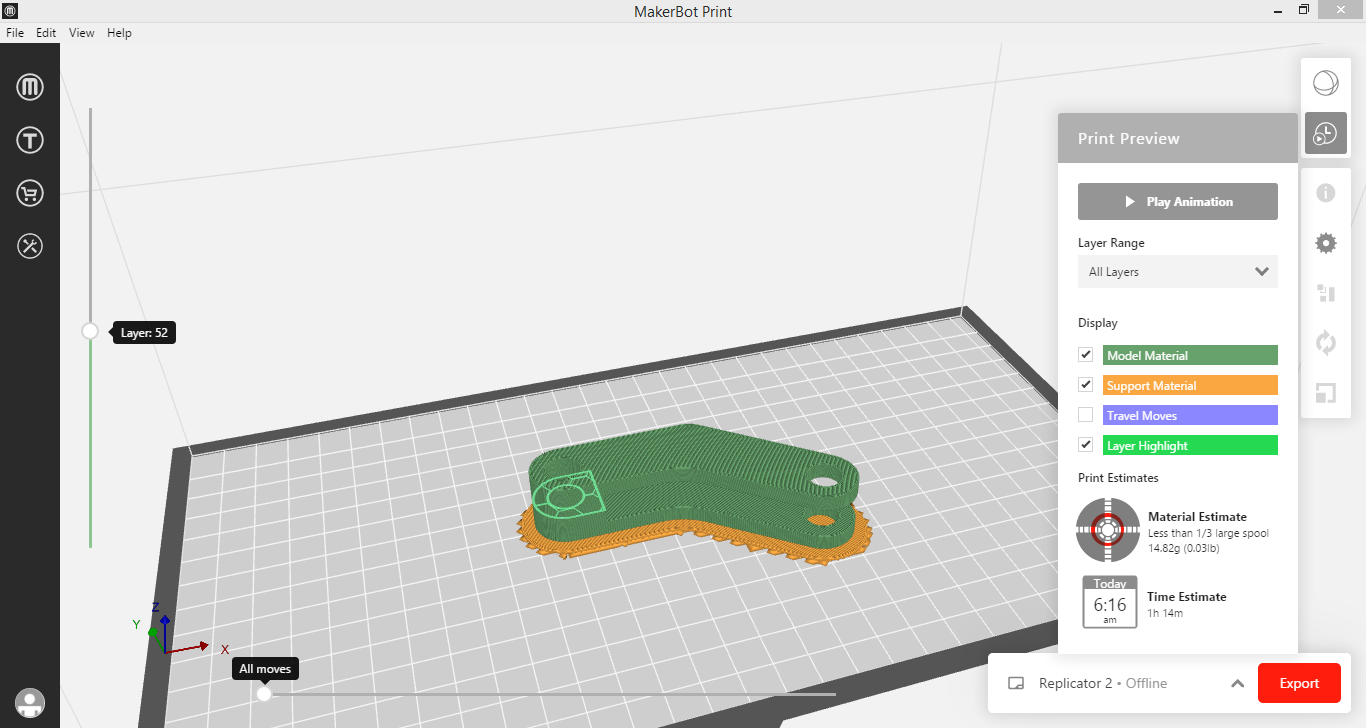 MakerBot Print
File Edit View Help
Print Preview
Play Animation
Layer Range
All Layers
Layer: 52
Display
Model Material
Support Material
Travel Moves
Layer Highlight
Print Estimates
Material Estimate
Less than 1/3 large spool
14.82g (0.03lb)
Today
6:16
am
Time Estimate
1h 14m
Z
Y
X
All moves
Replicator 2 • Offline
Export